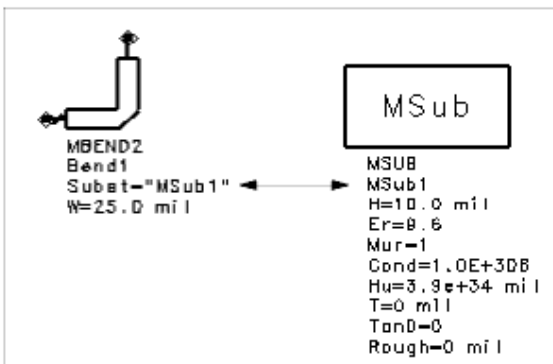 MBEND2
Bend1
Subst="MSub1"
W=25.0 mil
MSub
MSUB
MSub1
H=10.0 mil
Er=9.6
Mur=1
Cond=1.0E+308
Hu=3.9e+34 mil
T=0 mil
TanD=0
Rough=0 mil